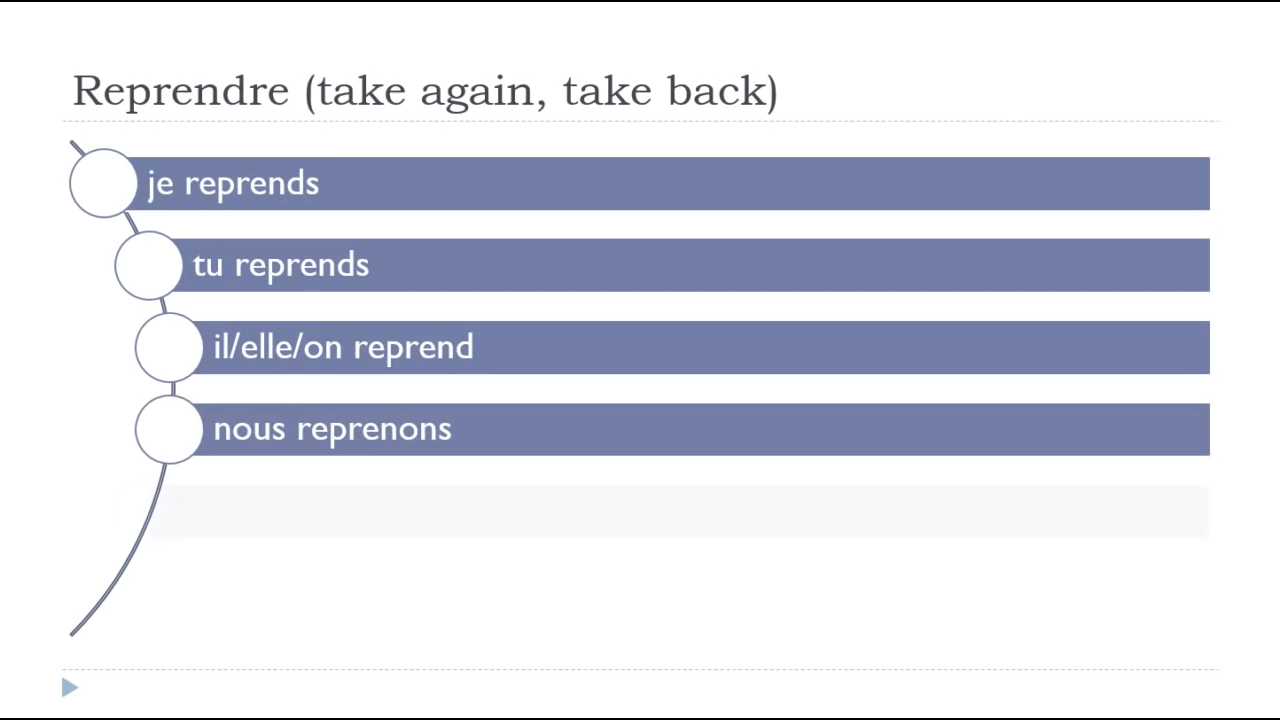 Reprendre (take again, take back)
je reprends
tu reprends
il/elle/on reprend
nous reprenons